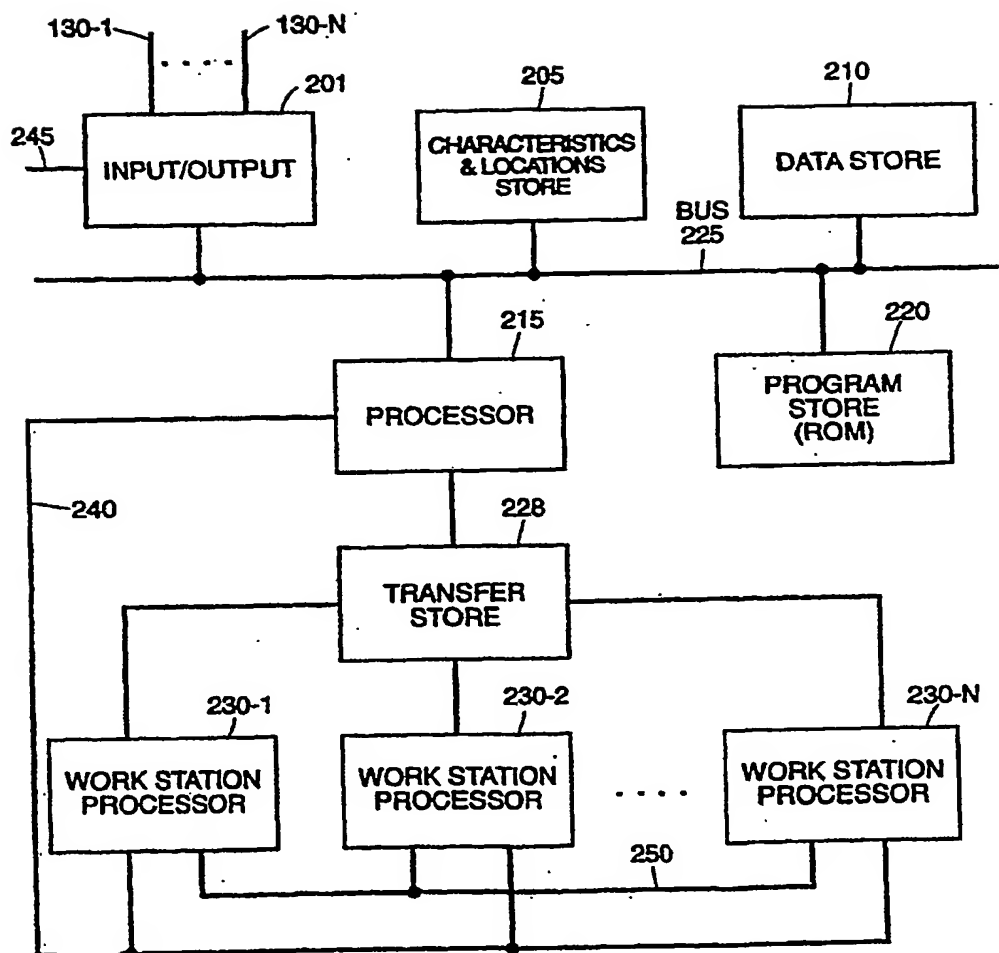 130-1
130-N
201
245
INPUT/OUTPUT
205
CHARACTERISTICS
& LOCATIONS
STORE
210
DATA STORE
BUS
225
215
PROCESSOR
220
PROGRAM
STORE
(ROM)
240
228
TRANSFER
STORE
230-1
WORK STATION
PROCESSOR
230-2
WORK STATION
PROCESSOR
230-N
WORK STATION
PROCESSOR
250